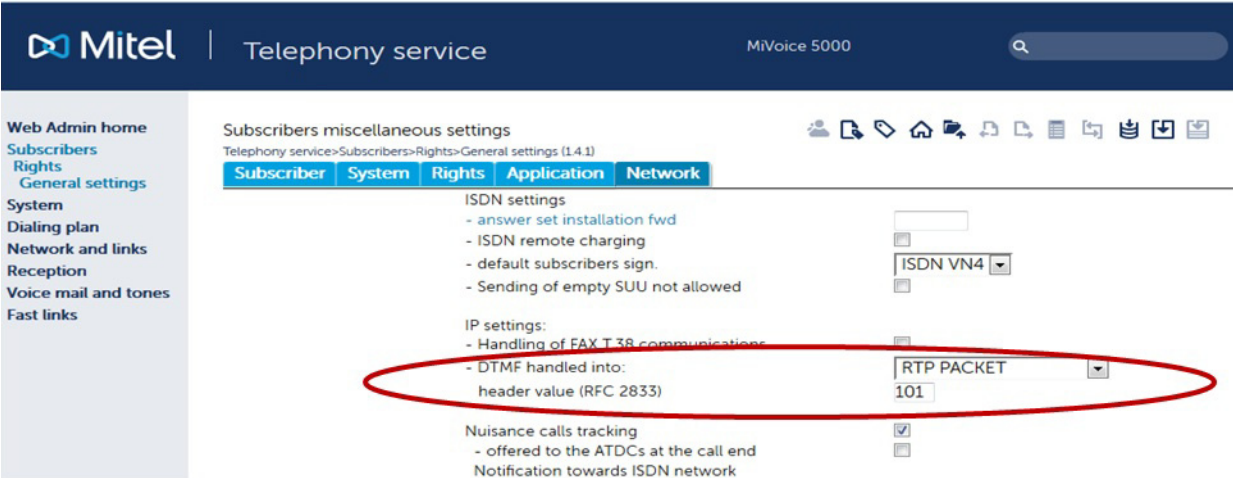 Mitel | Telephony service MiVoice 5000
Web Admin home
Subscribers
Rights
General settings
System
Dialing plan
Network and links
Reception
Voice mail and tones
Fast links
Subscribers miscellaneous settings
Telephony service>Subscribers>Rights>General settings (1.4.1)
Subscriber System Rights Application Network
ISDN settings
- answer set installation fwd
- ISDN remote charging
- default subscribers sign. ISDN VN4
- Sending of empty SUU not allowed
IP settings:
- Handling of FAX T.38 communications
- DTMF handled into: RTP PACKET
header value (RFC 2833) 101
Nuisance calls tracking
- offered to the ATDCs at the call end
Notification towards ISDN network